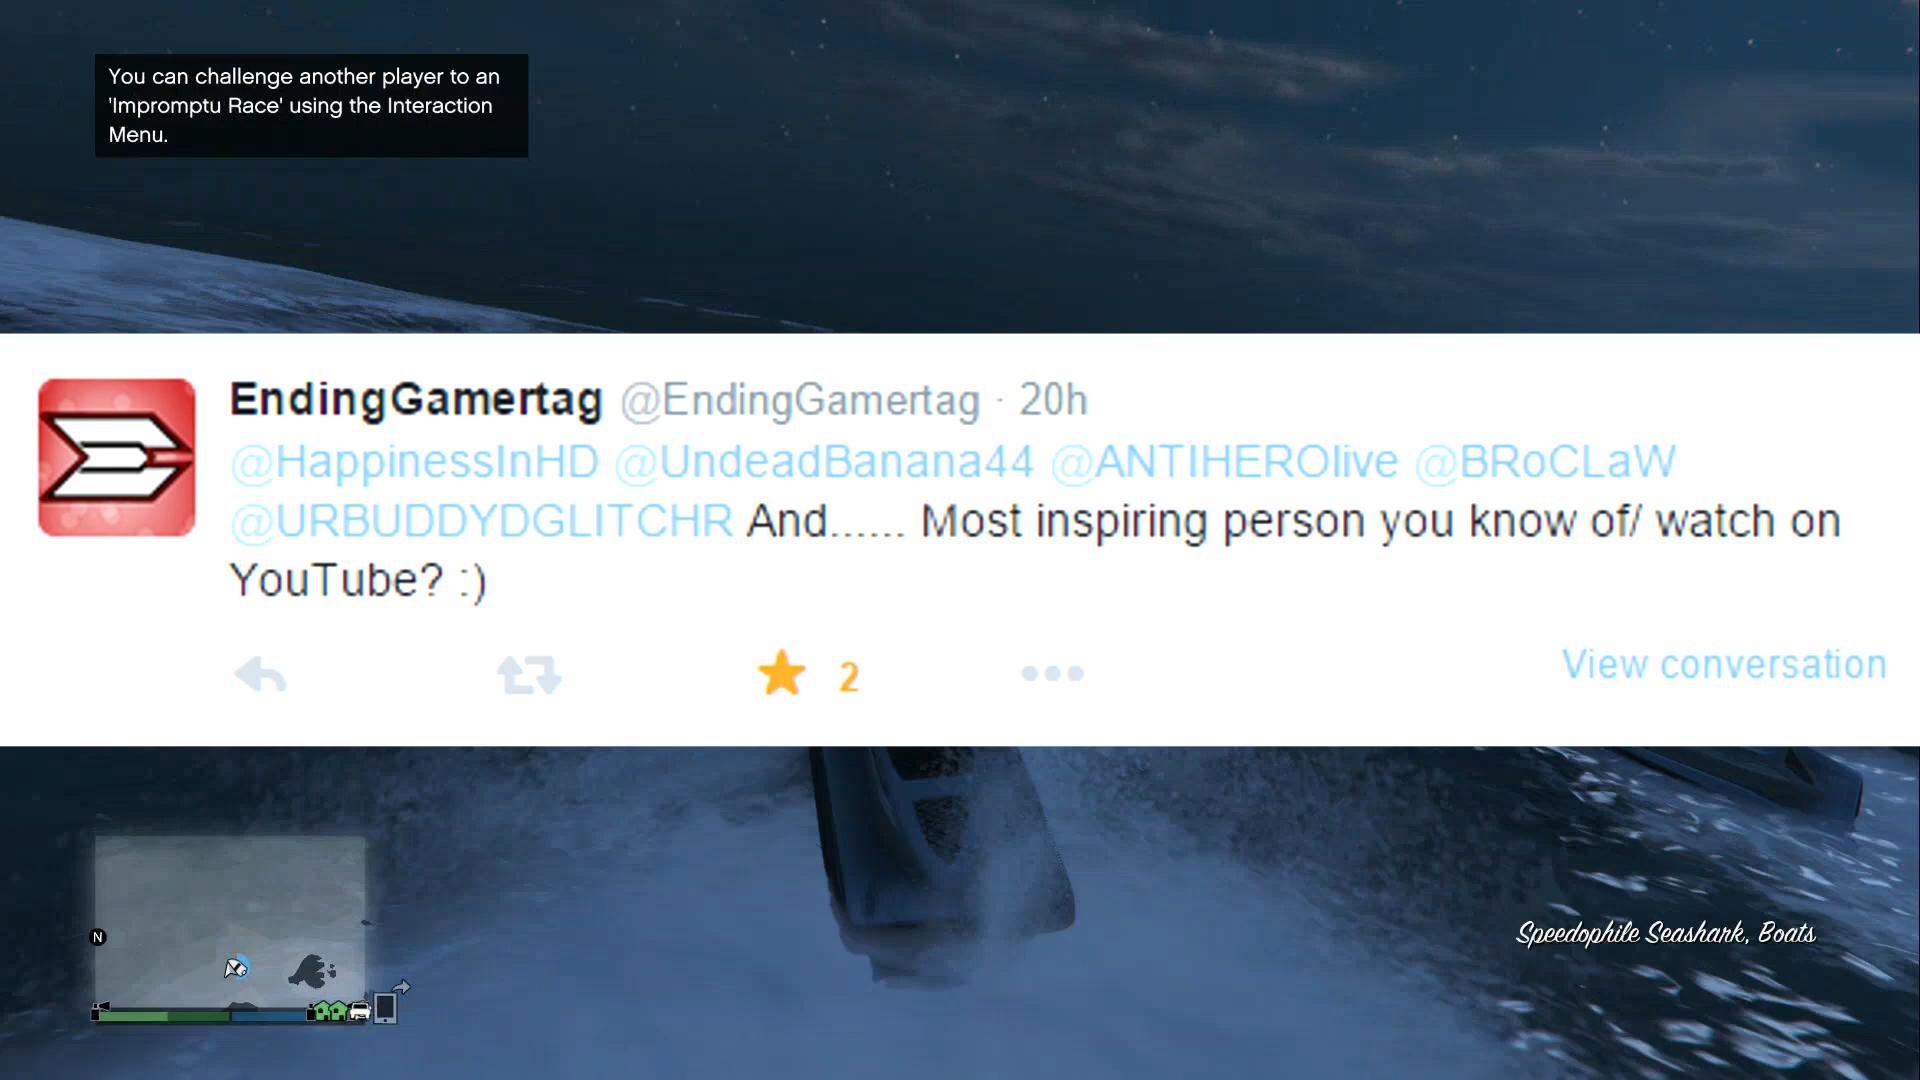 You can challenge another player to an
'Impromptu Race' using the Interaction
Menu.
EndingGamertag @EndingGamertag · 20h
@HappinessInHD @UndeadBanana44 @ANTIHEROlive @BRoCLaW
@URBUDDYDGLITCHR And...... Most inspiring person you know of/ watch on
YouTube? :)
2
View conversation
N
Speedophile Seashark, Boats